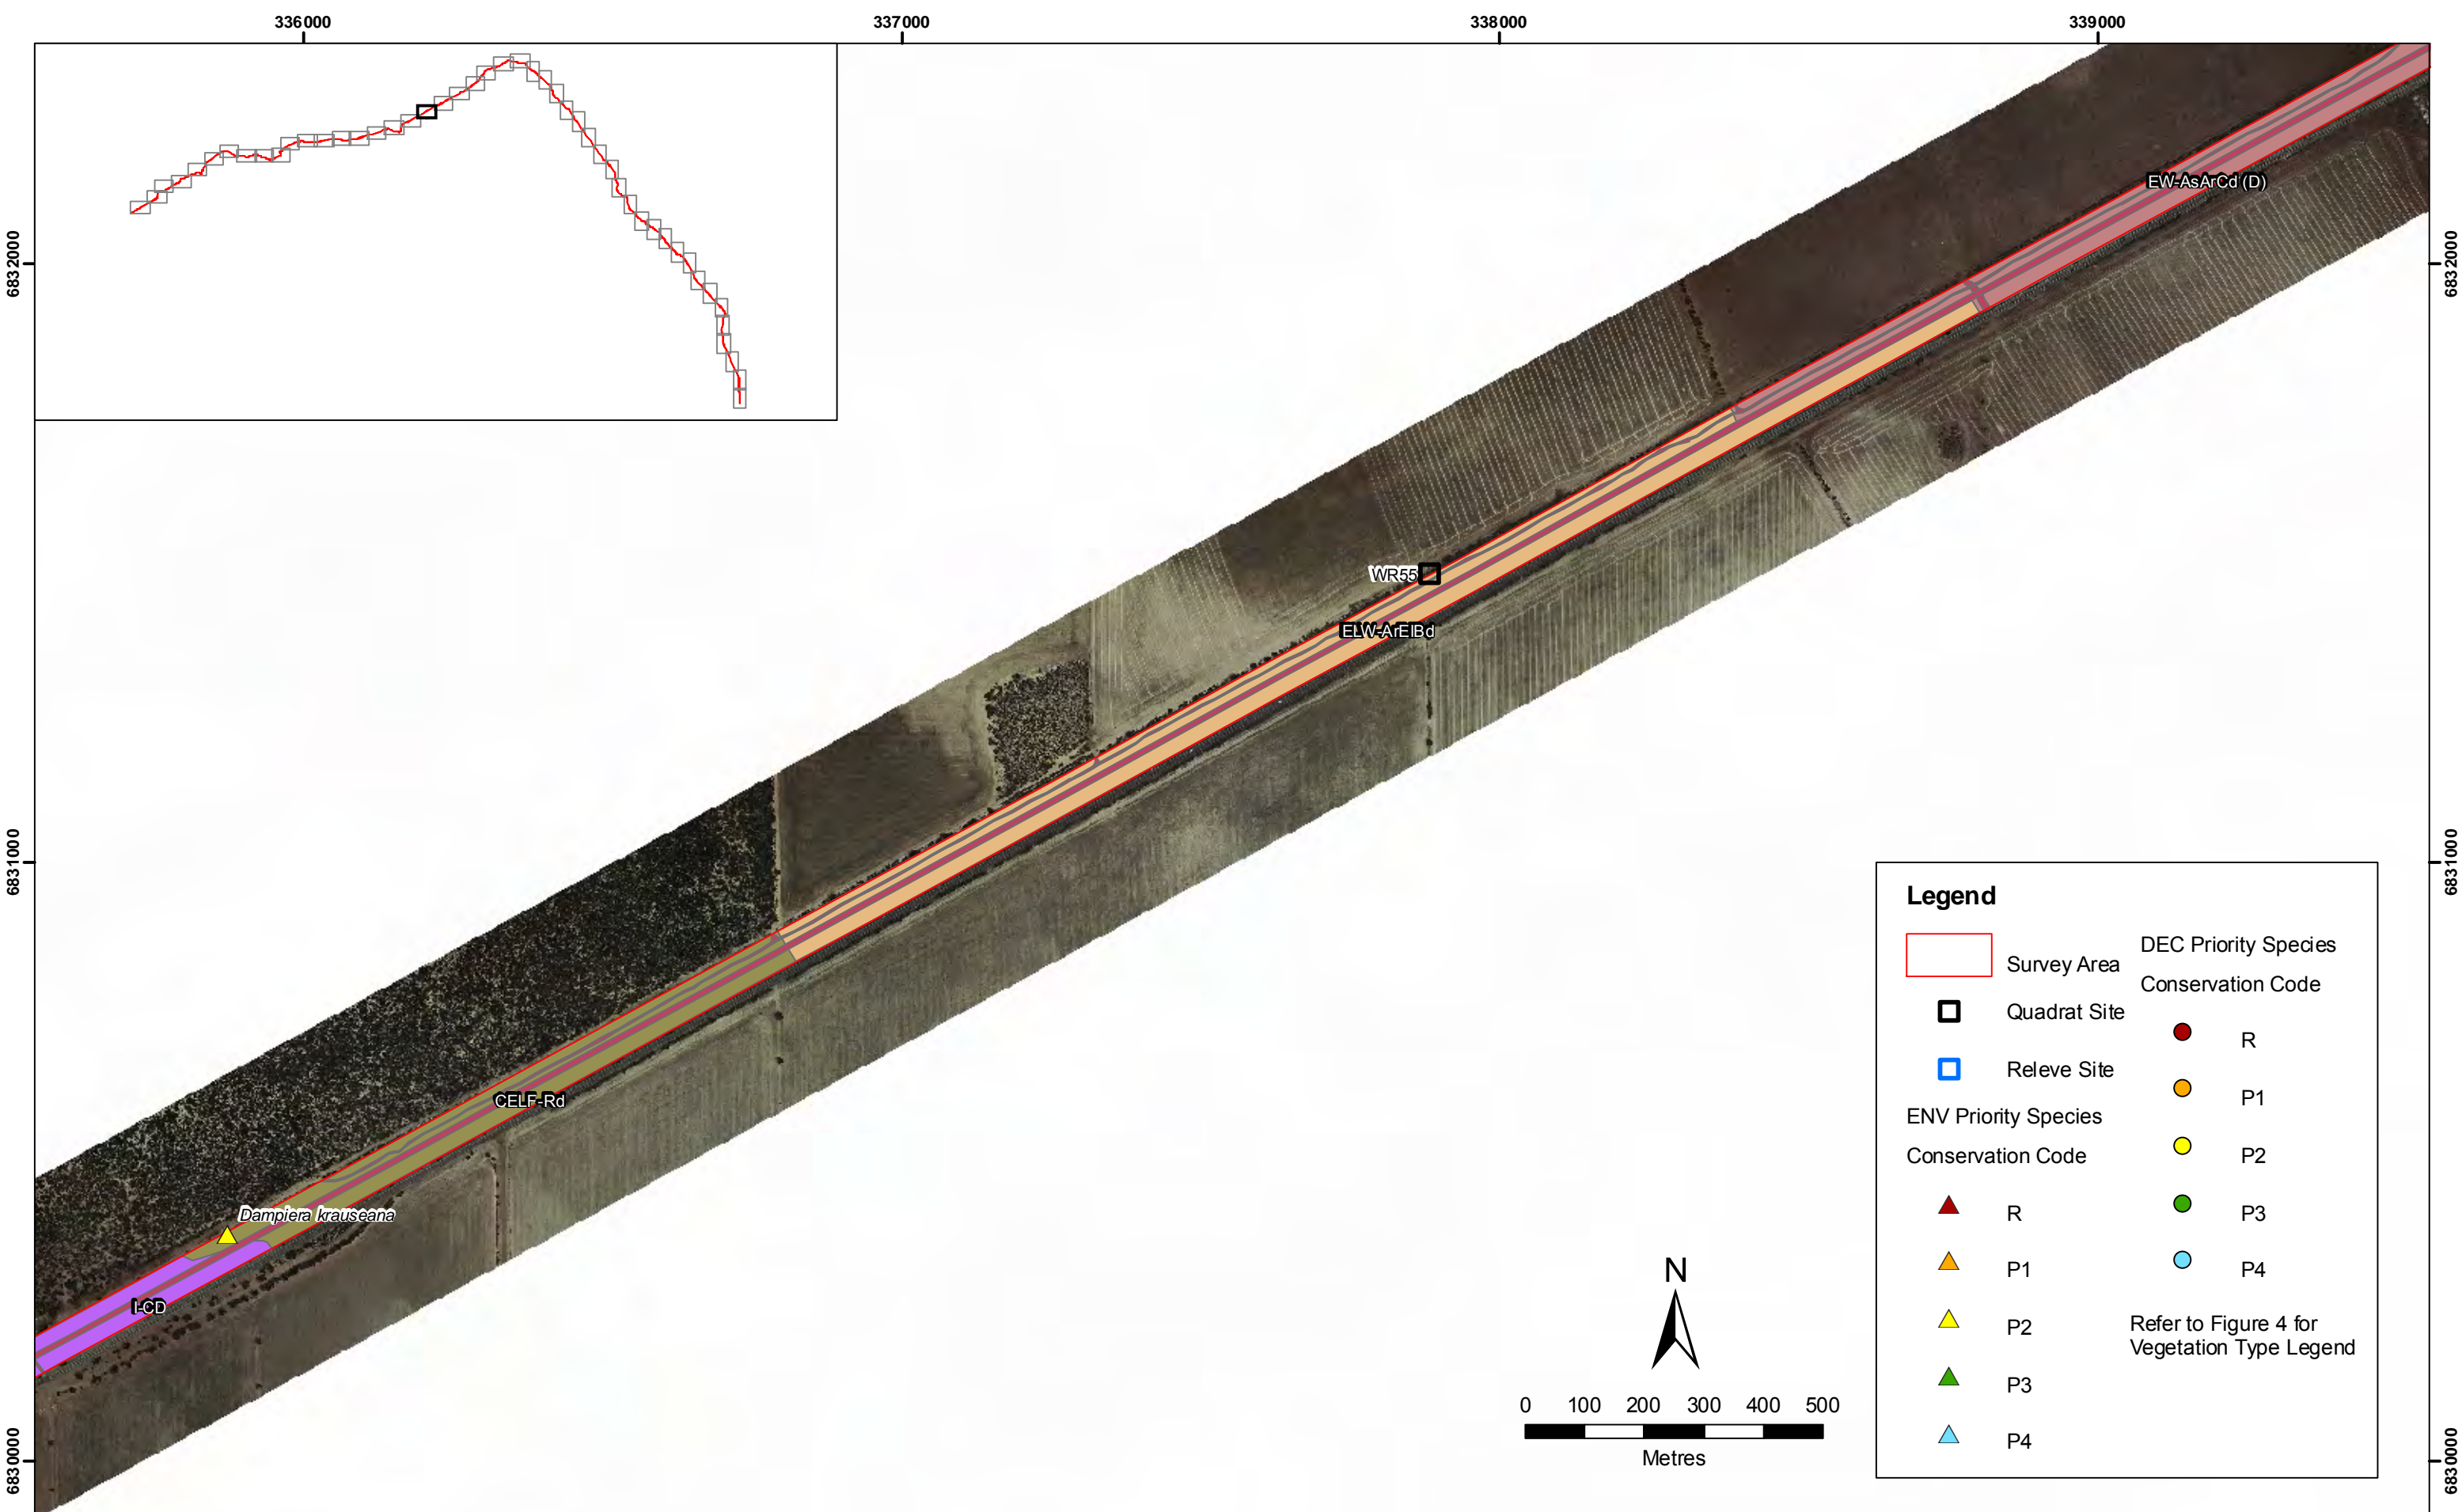 336000
337000
338000
339000
6832000
6832000
EW-AsArCd (D)
WR55
ELW-ArElBd
6831000
6831000
CELF-Rd
Dampiera krauseana
I-CD
6830000
6830000
N
0 100 200 300 400 500
Metres
Legend
Survey Area
Quadrat Site
Releve Site
ENV Priority Species
Conservation Code
R
P1
P2
P3
P4
DEC Priority Species
Conservation Code
R
P1
P2
P3
P4
Refer to Figure 4 for
Vegetation Type Legend